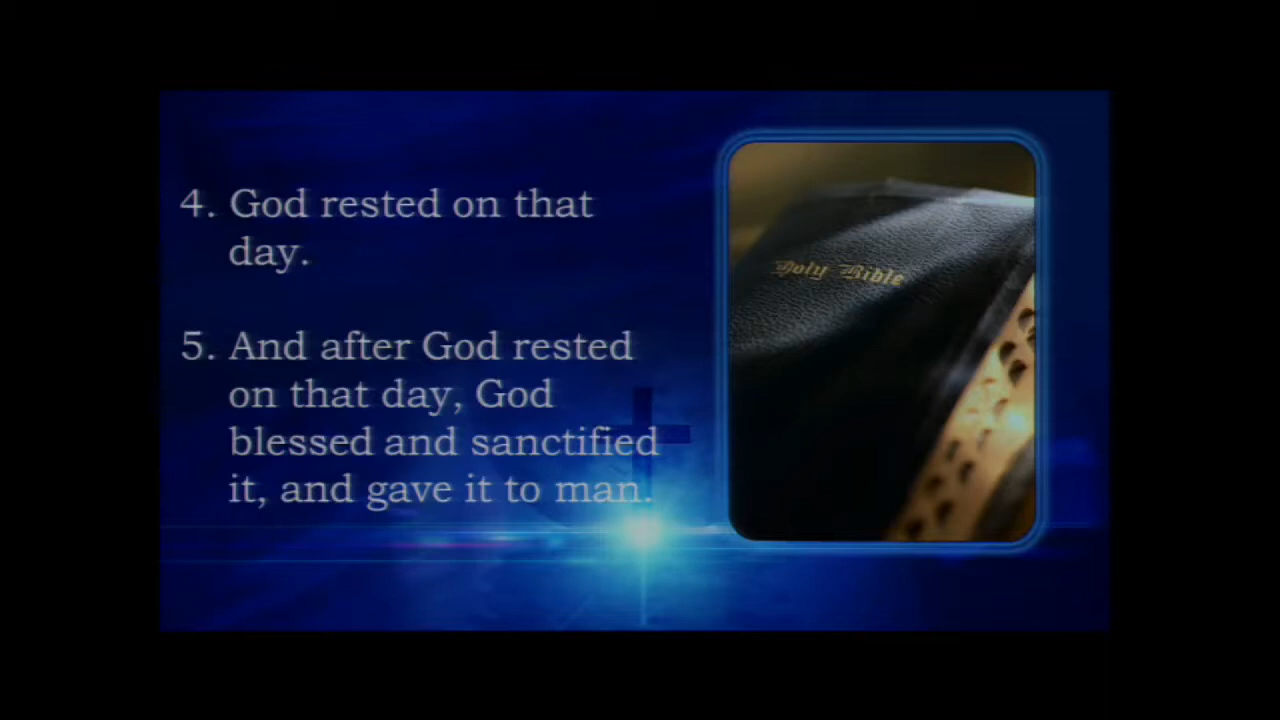 4. God rested on that
day.
5. And after God rested
on that day, God
blessed and sanctified
it, and gave it to man.
Holy Bible